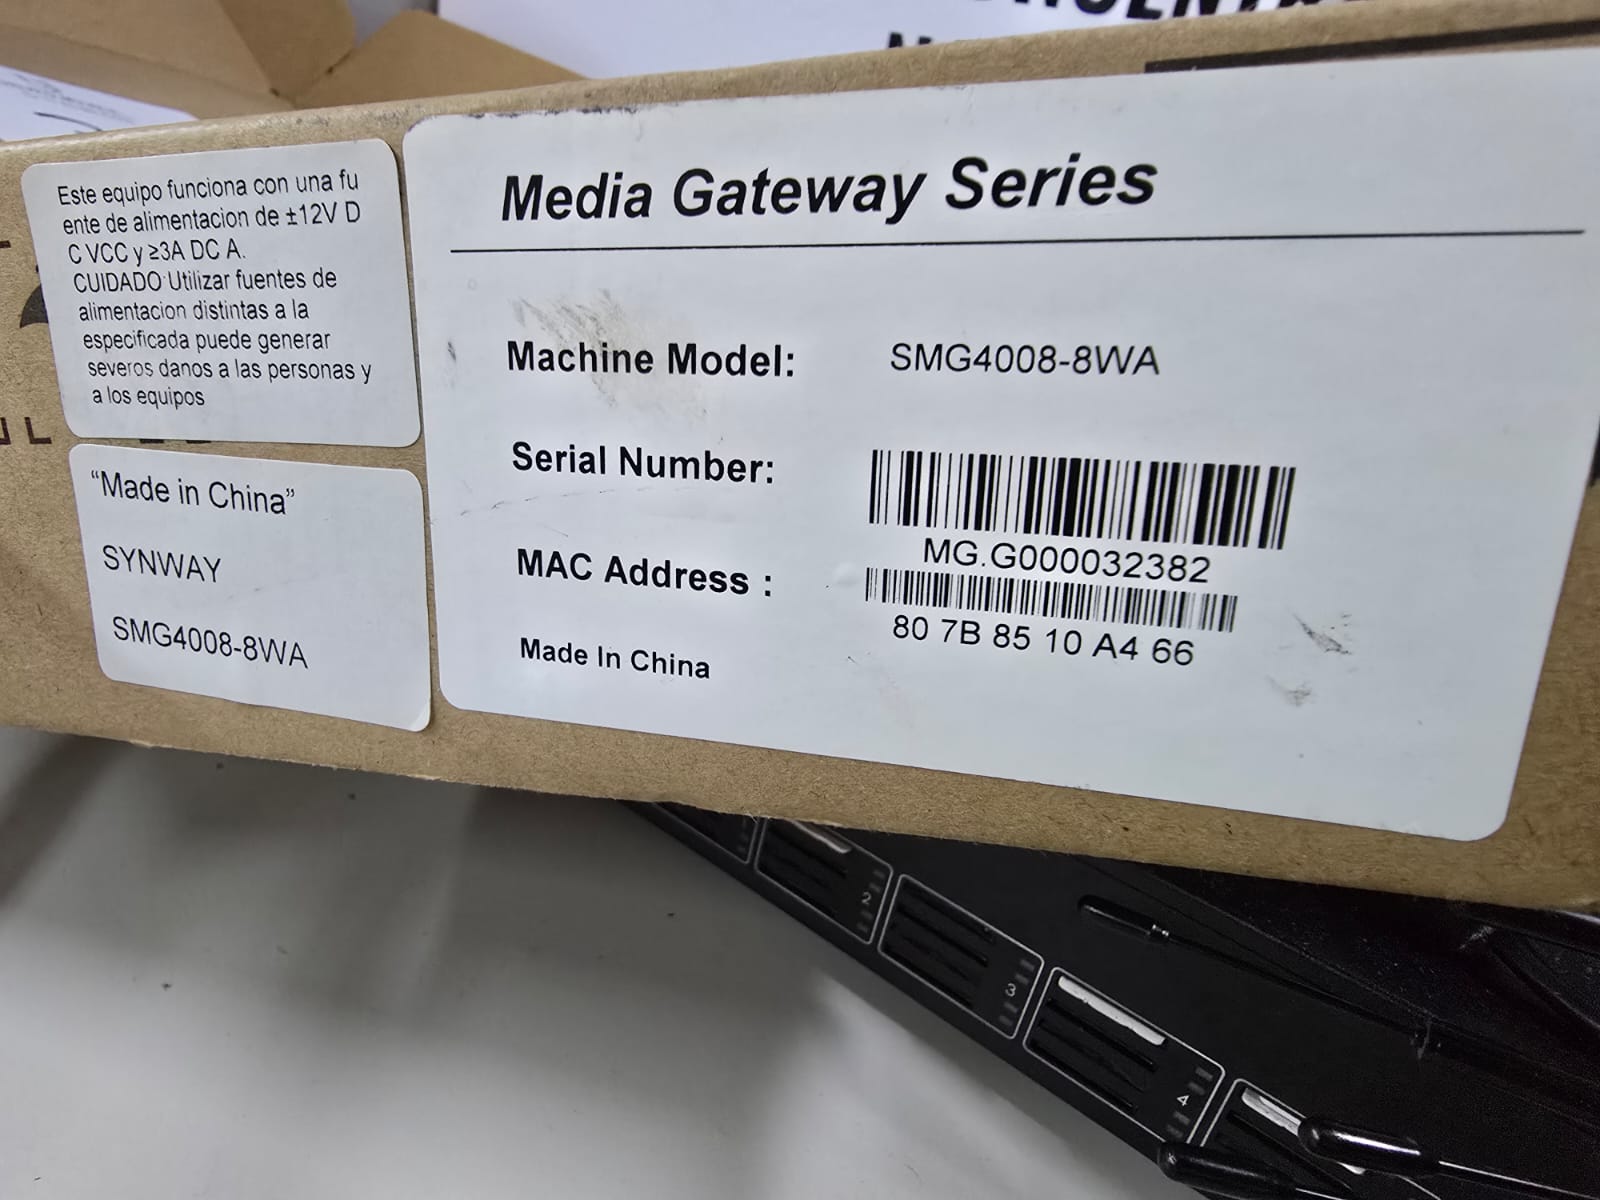 Este equipo funciona con una fu
ente de alimentacion de ±12V D
C VCC y ≥3A DC A.
CUIDADO:Utilizar fuentes de
alimentacion distintas a la
especificada puede generar
severos danos a las personas y
a los equipos
“Made in China”
SYNWAY
SMG4008-8WA
Media Gateway Series
Machine Model: SMG4008-8WA
Serial Number:
MG.G000032382
MAC Address :
80 7B 85 10 A4 66
Made In China
2
3
4